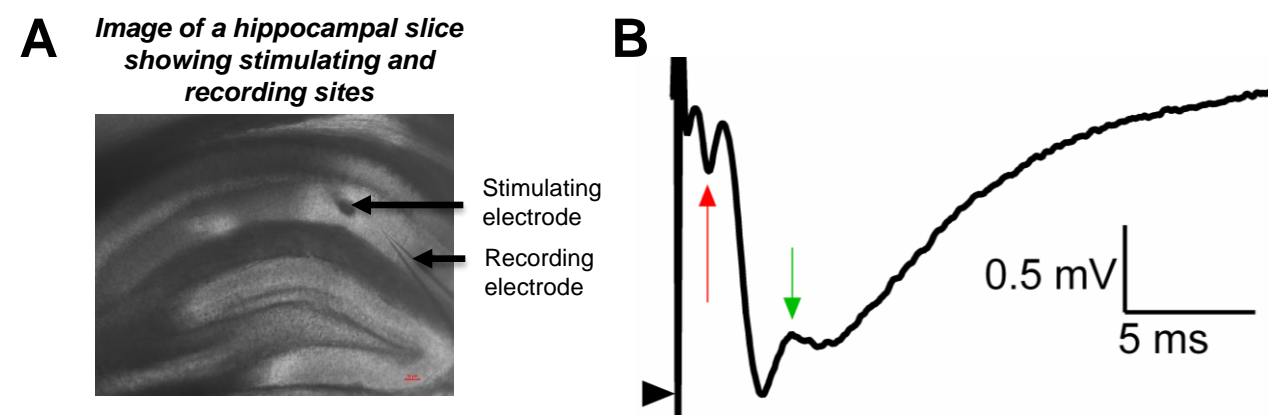 A
Image of a hippocampal slice
showing stimulating and
recording sites
Stimulating
electrode
Recording
electrode
B
0.5 mV
5 ms